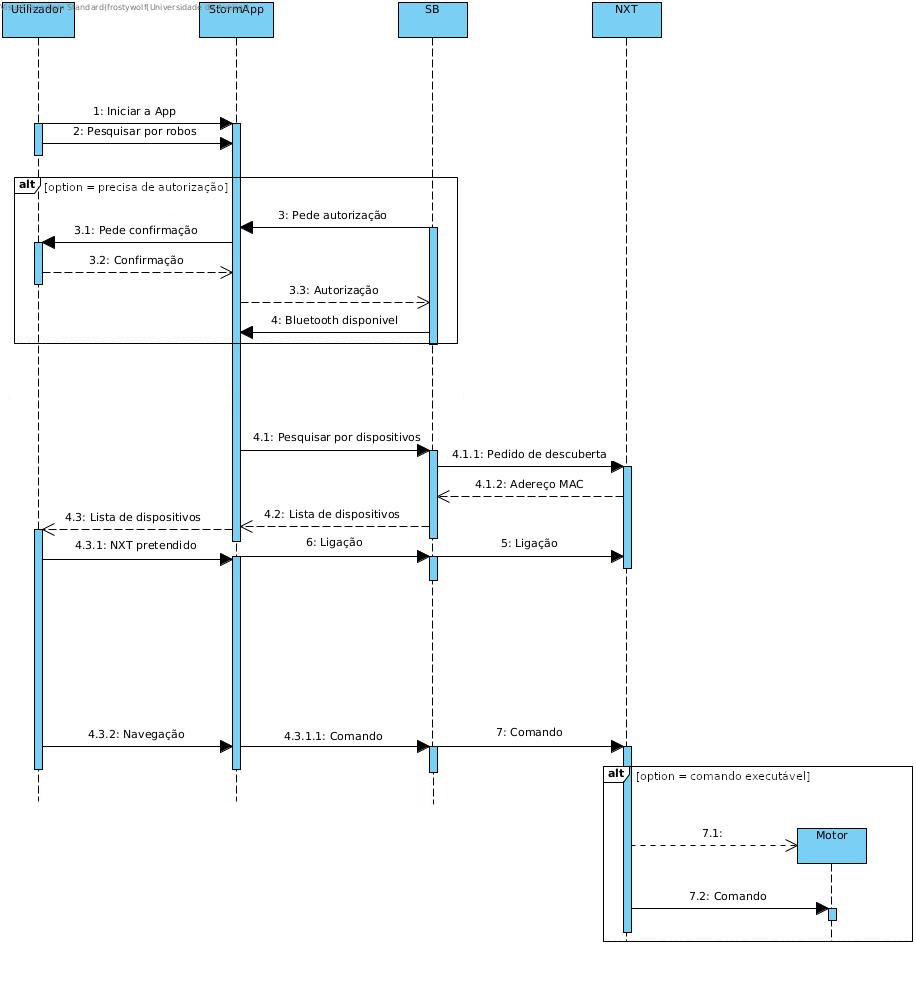 Standard(frostywolf(Universidade
Utilizador
StormApp
SB
NXT
1: Iniciar a App
2: Pesquisar por robos
alt
[option = precisa de autorização]
3: Pede autorização
3.1: Pede confirmação
3.2: Confirmação
3.3: Autorização
4: Bluetooth disponivel
4.1: Pesquisar por dispositivos
4.1.1: Pedido de descuberta
4.1.2: Adereço MAC
4.2: Lista de dispositivos
4.3: Lista de dispositivos
4.3.1: NXT pretendido
6: Ligação
5: Ligação
4.3.2: Navegação
4.3.1.1: Comando
7: Comando
alt
[option = comando executável]
7.1:
Motor
7.2: Comando